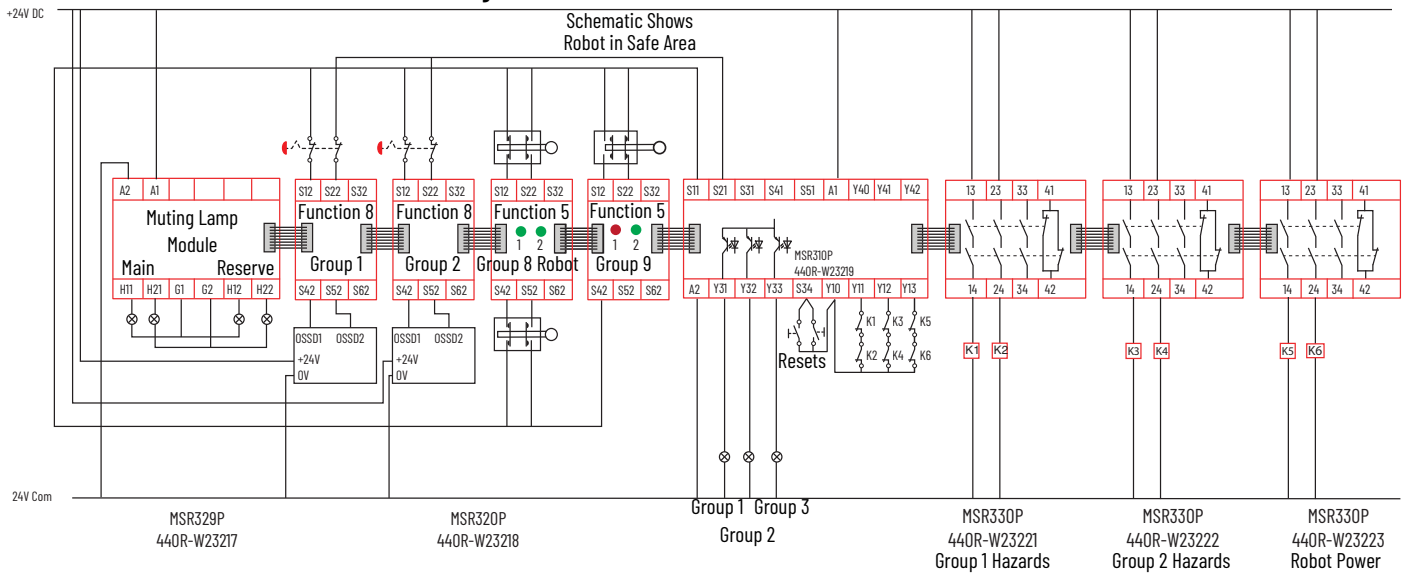 +24V DC
Schematic Shows
Robot in Safe Area
A2 A1
S12 S22 S32
S12 S22 S32
S12 S22 S32
S12 S22 S32
S11 S21 S31 S41 S51 A1 Y40 Y41 Y42
13 23 33 41
13 23 33 41
13 23 33 41
Muting Lamp
Module
Main Reserve
H11 H21 G1 G2 H12 H22
Function 8
Group 1
S42 S52 S62
Function 8
Group 2
S42 S52 S62
Function 5
1 2
Group 8 Robot
S42 S52 S62
Function 5
1 2
Group 9
S42 S52 S62
MSR310P
440R-W23219
A2 Y31 Y32 Y33 S34 Y10 Y11 Y12 Y13
14 24 34 42
14 24 34 42
14 24 34 42
OSSD1 OSSD2
+24V
0V
OSSD1 OSSD2
+24V
0V
Resets
K1 K3 K5
K2 K4 K6
K1 K2
K3 K4
K5 K6
24V Com
Group 1 Group 3
Group 2
MSR329P
440R-W23217
MSR320P
440R-W23218
MSR330P
440R-W23221
Group 1 Hazards
MSR330P
440R-W23222
Group 2 Hazards
MSR330P
440R-W23223
Robot Power